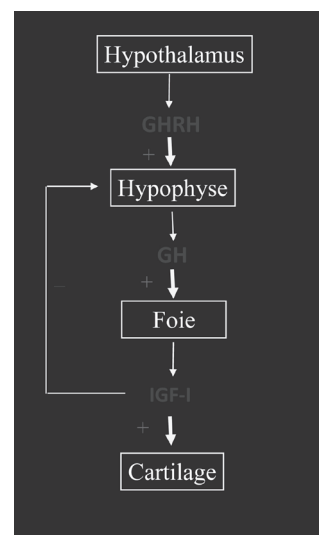 Hypothalamus
GHRH
+
Hypophyse
GH
+
–
Foie
IGF-I
+
Cartilage